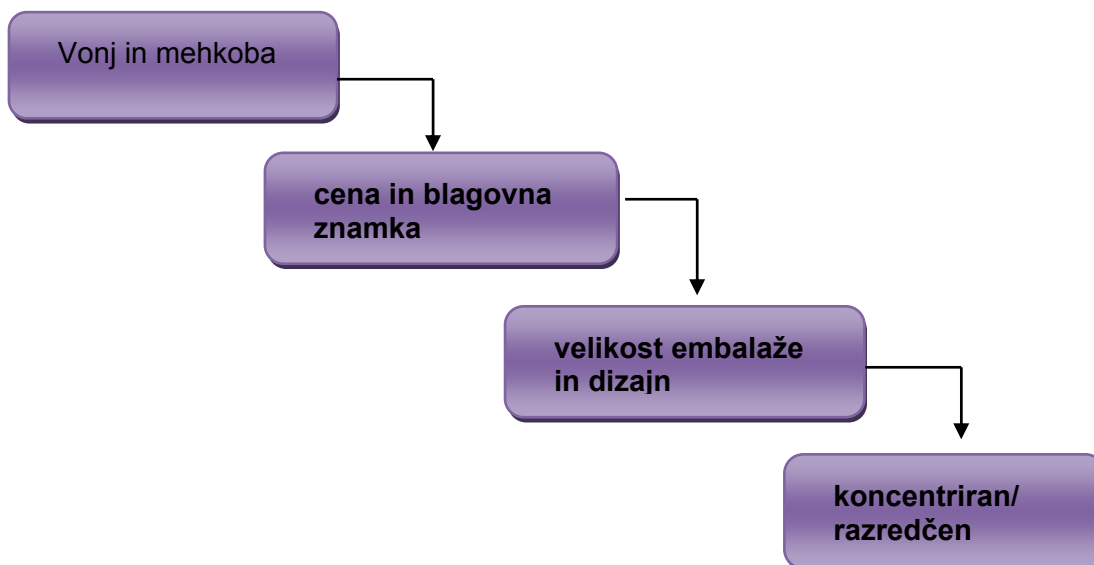 Vonj in mehkoba
cena in blagovna
znamka
velikost embalaže
in dizajn
koncentriran/
razredčen